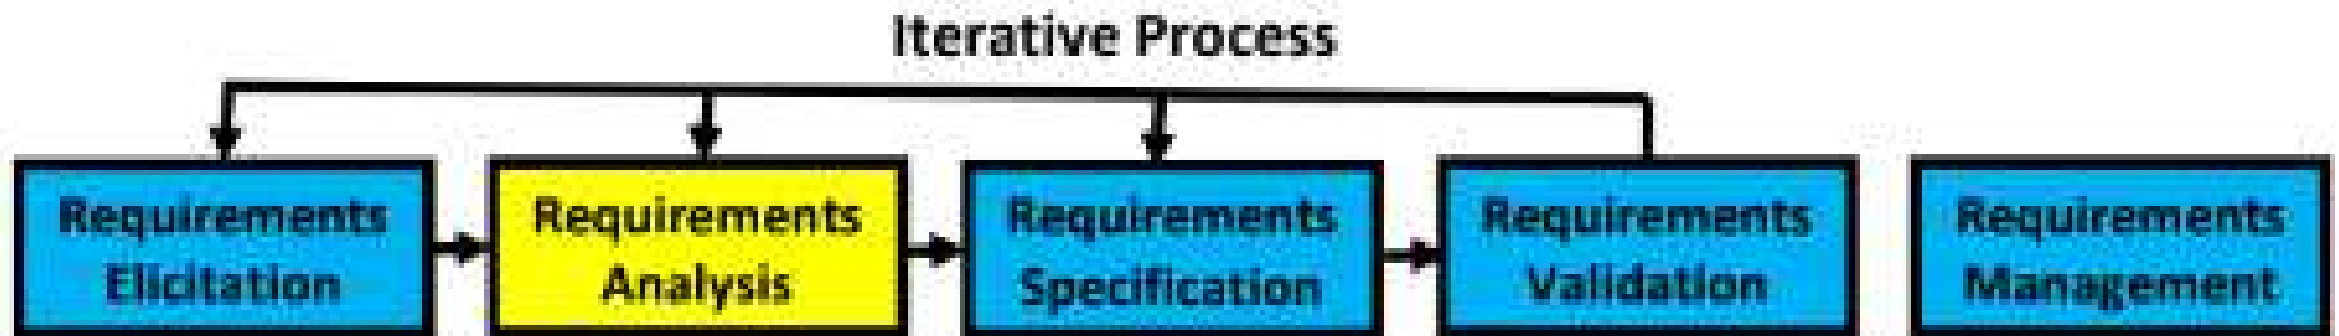 Iterative Process
Requirements
Elicitation
Requirements
Analysis
Requirements
Specification
Requirements
Validation
Requirements
Management